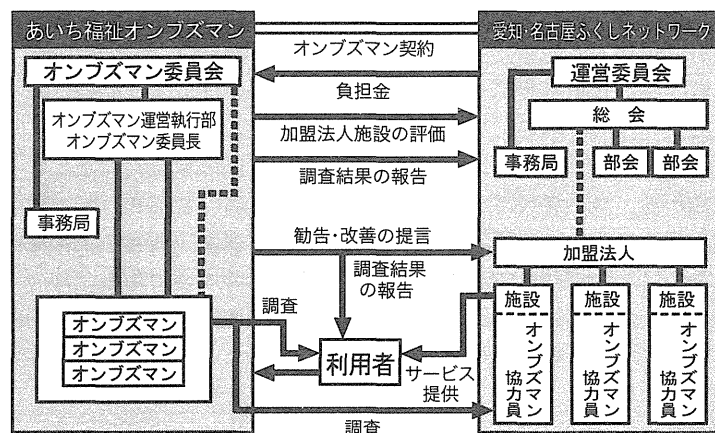 あいち福祉オンブズマン
オンブズマン委員会
オンブズマン運営執行部
オンブズマン委員長
事務局
オンブズマン
オンブズマン
オンブズマン
オンブズマン契約
負担金
加盟法人施設の評価
調査結果の報告
勧告・改善の提言
調査結果
の報告
調査
利用者
サービス
提供
調査
愛知・名古屋ふくしネットワーク
運営委員会
総 会
事務局
部会
部会
加盟法人
施設
オンブズマン
協力員
施設
オンブズマン
協力員
施設
オンブズマン
協力員